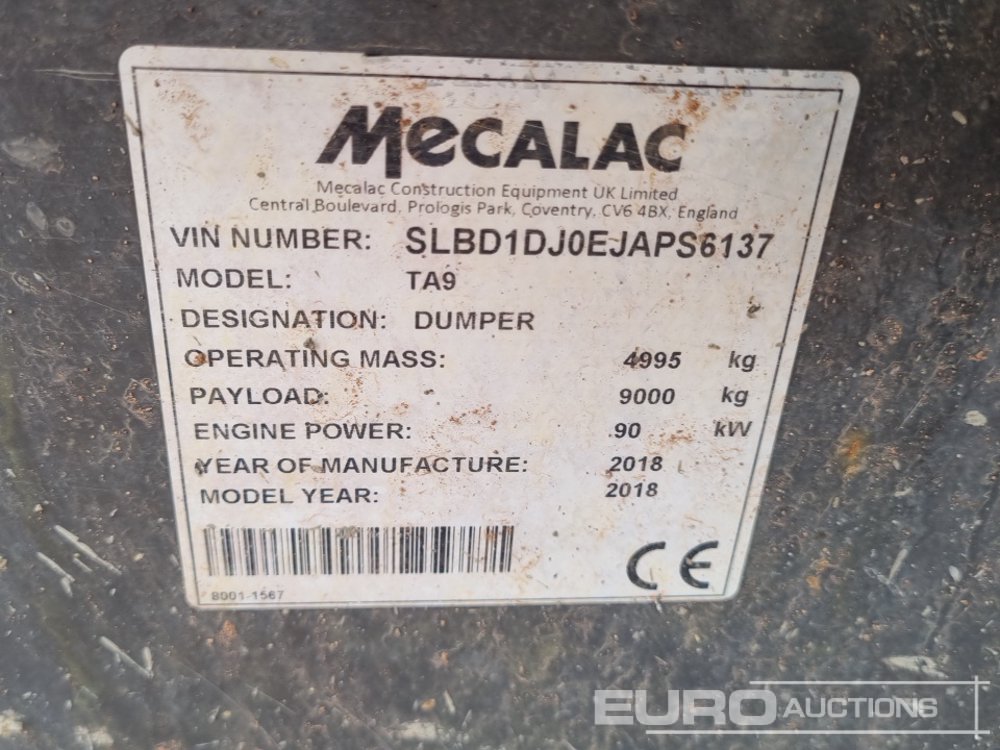 MECALAC
Mecalac Construction Equipment UK Limited
Central Boulevard, Prologis Park, Coventry, CV6 4BX, England
VIN NUMBER: SLBD1DJ0EJAPS6137
MODEL: TA9
DESIGNATION: DUMPER
OPERATING MASS: 4995 kg
PAYLOAD: 9000 kg
ENGINE POWER: 90 kW
YEAR OF MANUFACTURE: 2018
MODEL YEAR: 2018
8001-1567
CE
EURO AUCTIONS